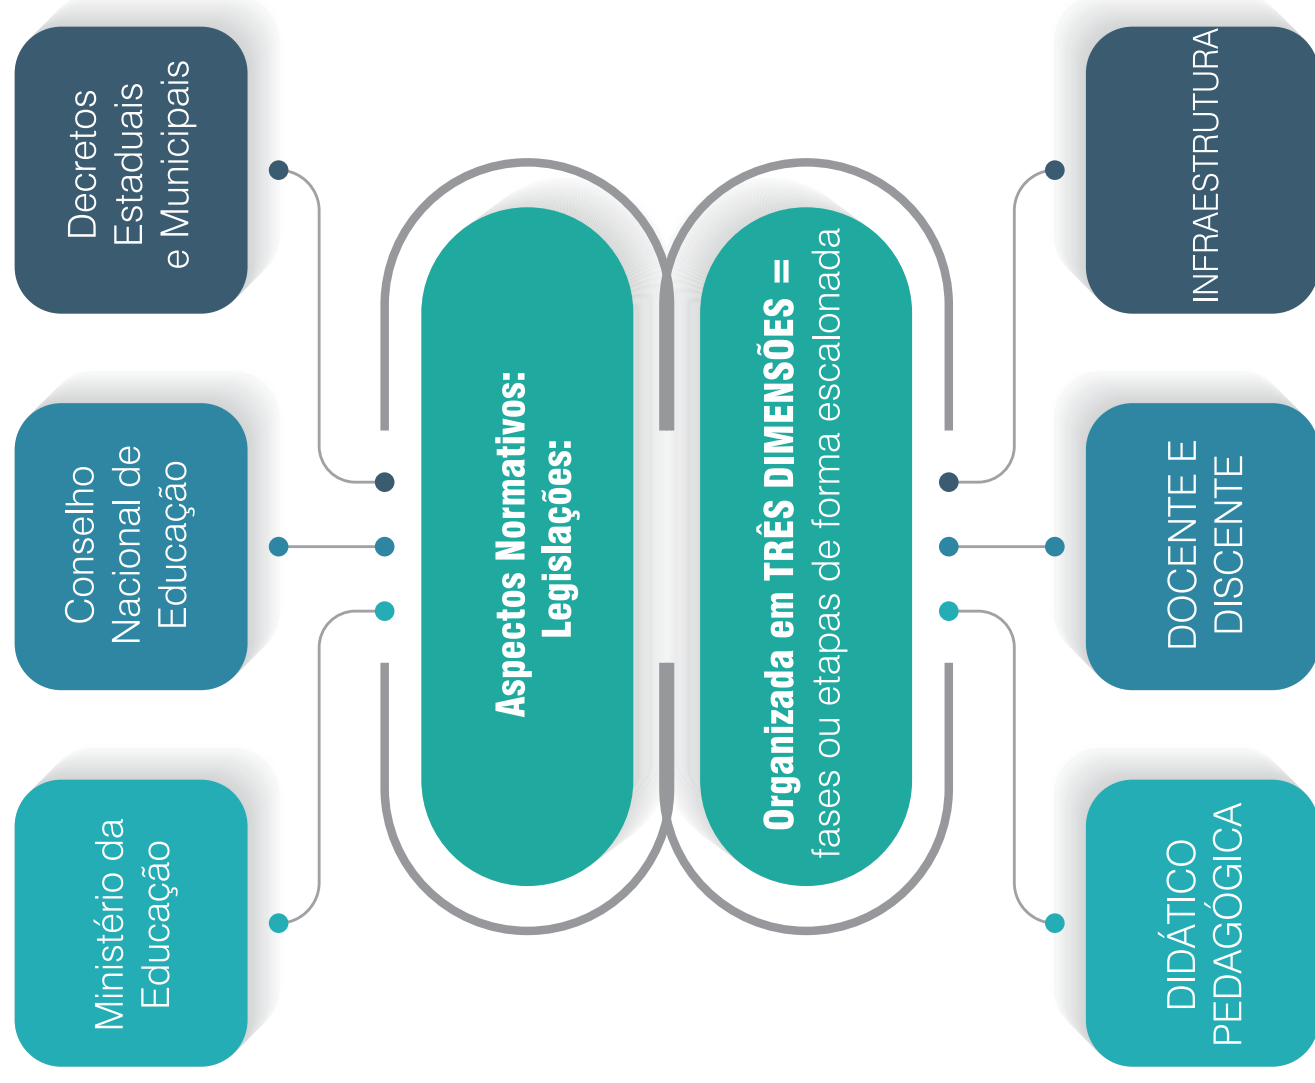 Ministério da
Educação
Conselho
Nacional de
Educação
Decretos
Estaduais
e Municipais
Aspectos Normativos:
Legislações:
Organizada em TRÊS DIMENSÕES =
fases ou etapas de forma escalonada
DIDÁTICO
PEDAGÓGICA
DOCENTE E
DISCENTE
INFRAESTRUTURA